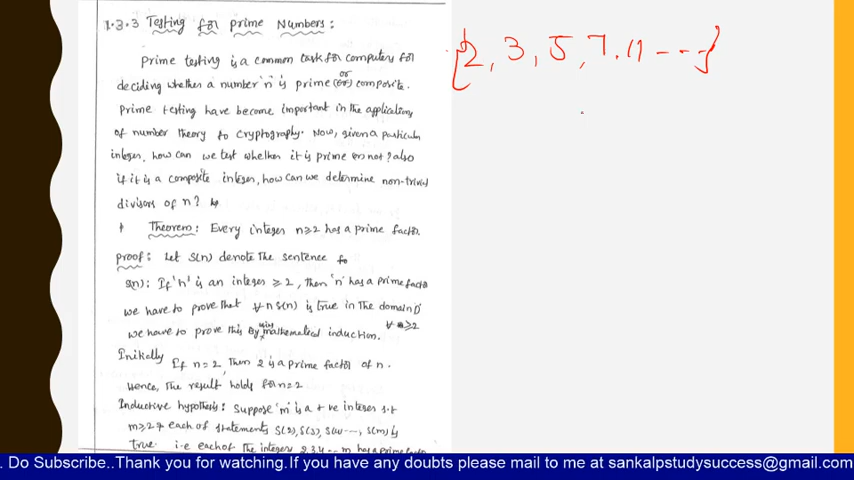 1.3.3 Testing for prime Numbers:
{2, 3, 5, 7. 11 ---}
prime testing is a common task for computers for
deciding whether a number 'n' is prime (or) composite.
prime testing have become important in the applications
of number theory to cryptography. Now, given a particular
integer, how can we test whether it is prime or not? also
if it is a composite integer, how can we determine non-trivial
divisors of n?
Theorem: Every integer n≥2 has a prime factor.
proof: Let S(n) denote the sentence
S(n): If 'n' is an integer ≥2, then 'n' has a prime factor
we have to prove that ∀ n S(n) is true in the domain D
∀ n≥2
we have to prove this by using mathematical induction.
Initially
If n=2, Then 2 is a prime factor of n.
Hence, The result holds for n=2
Inductive hypothesis: suppose 'm' is a +ve integer s.t
m≥2 & each of statements S(2), S(3), S(4) ---, S(m) is
true i.e each of the integer 2,3,4 --- m has a prime factor
. Do Subscribe..Thank you for watching.If you have any doubts please mail to me at sankalpstudysuccess@gmail.com